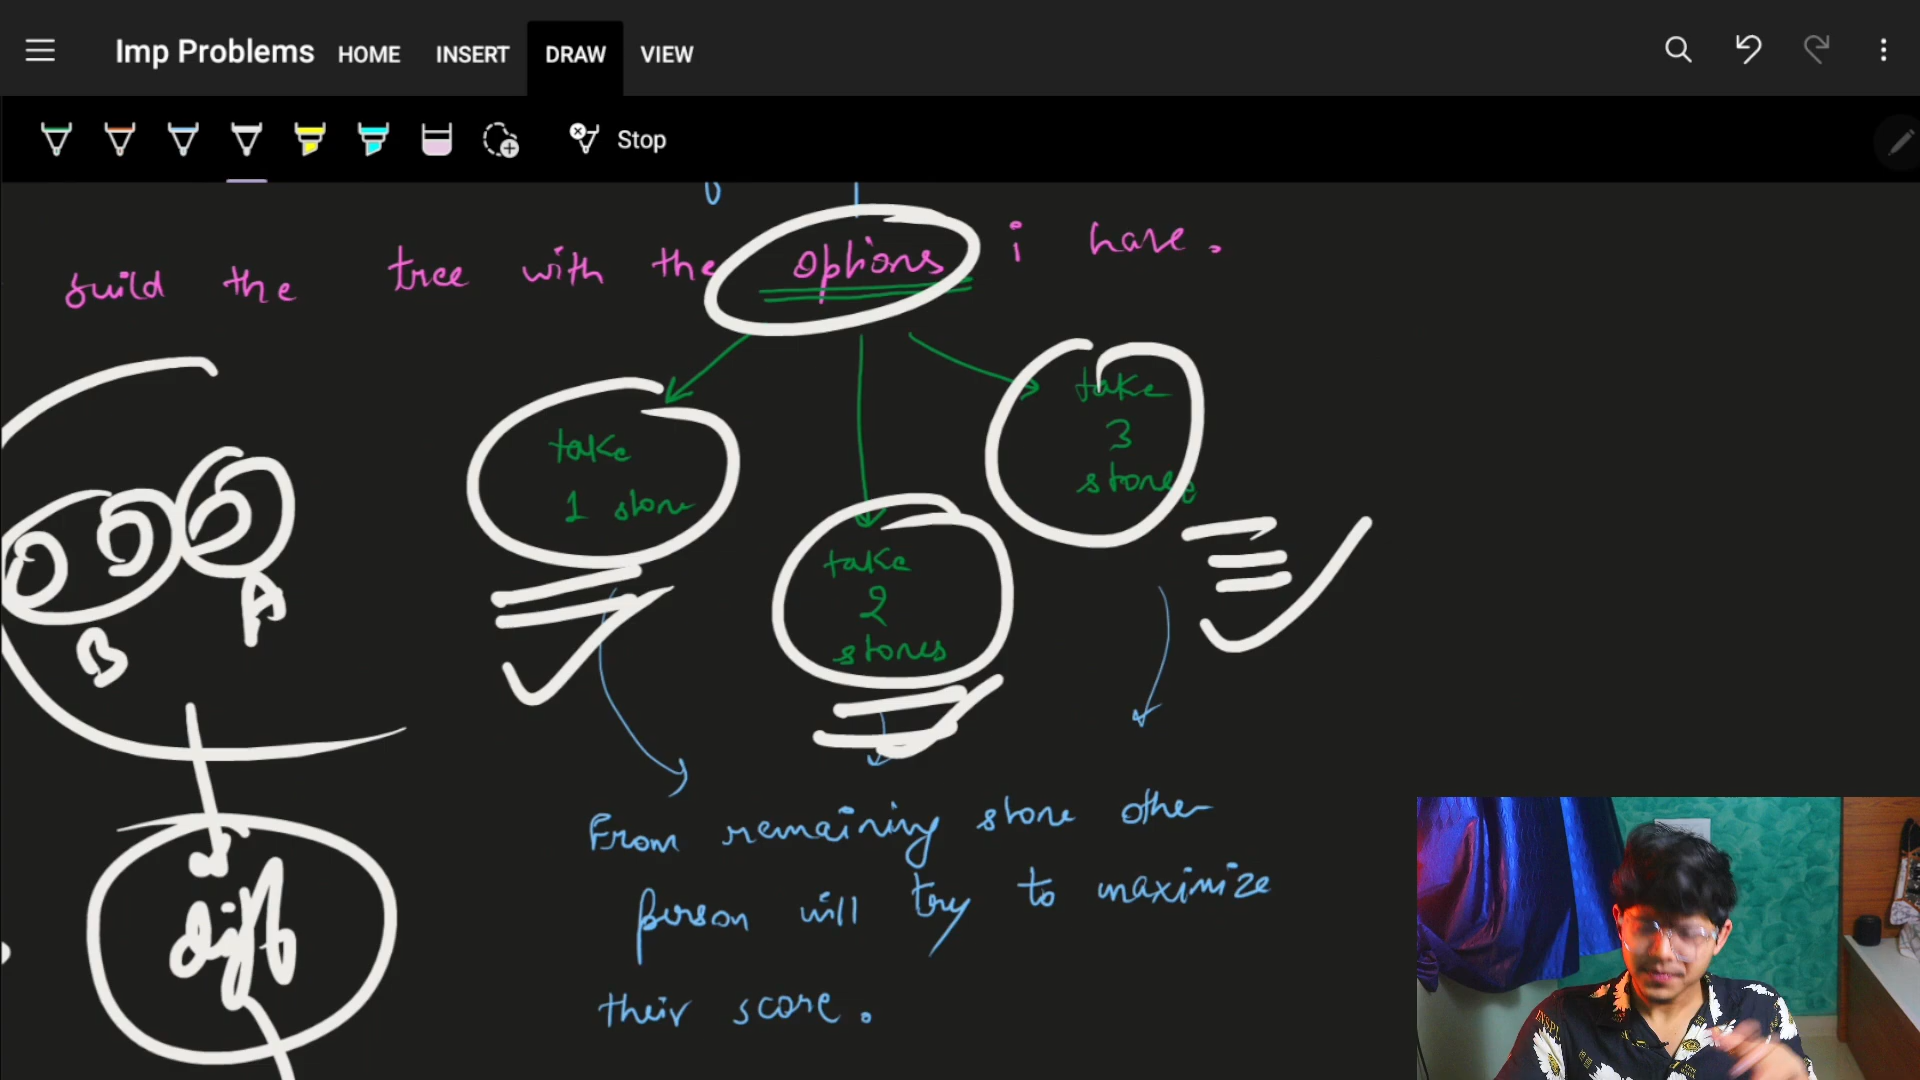 Imp Problems HOME INSERT DRAW VIEW
Stop
build the tree with the options i have.
take
1 stone
take
2
stones
take
3
stones
B A
diff
From remaining stone other
person will try to maximize
their score.